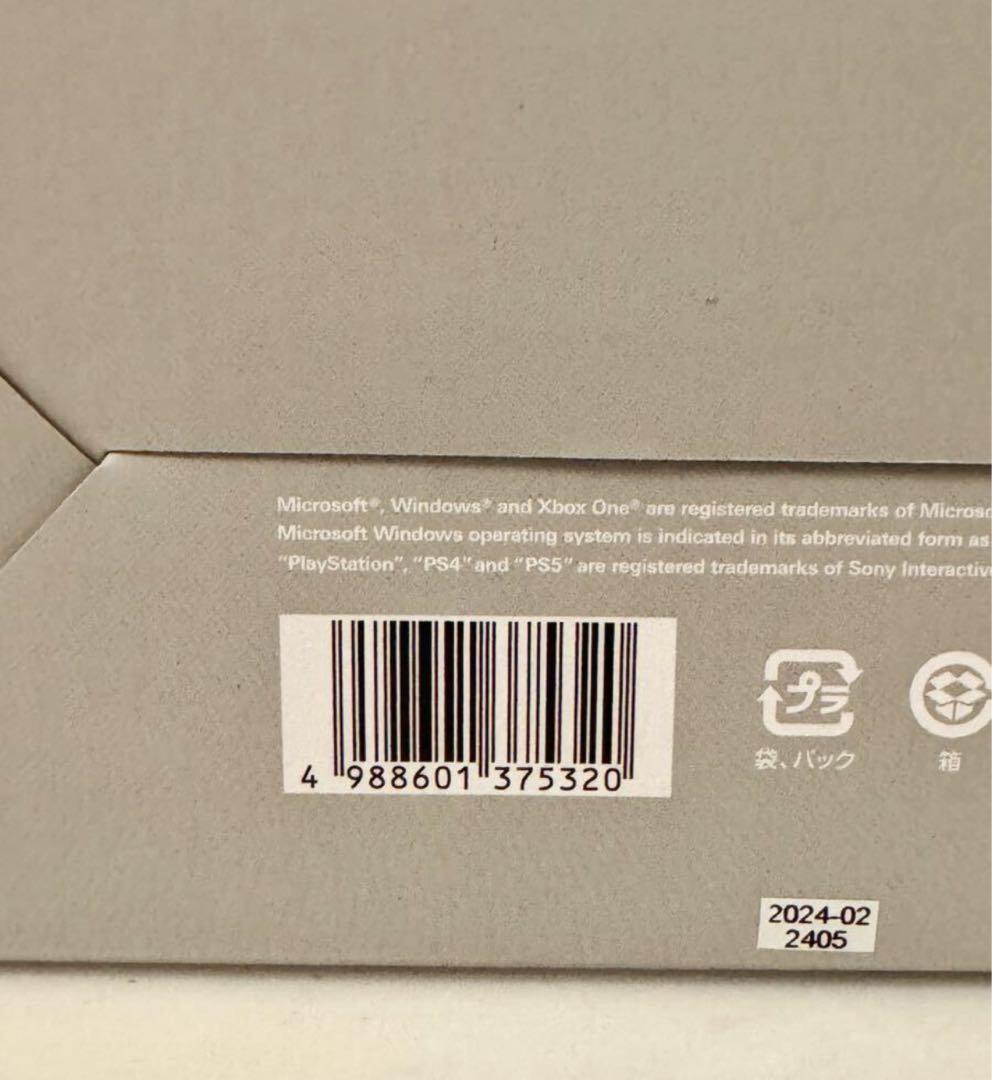 Microsoft®, Windows® and Xbox One® are registered trademarks of
Microsoft Windows operating system is indicated in its abbreviated form as
“PlayStation”, “PS4” and “PS5” are registered trademarks of Sony
プラ
袋、パック
箱
4 988601 375320
2024-02
2405